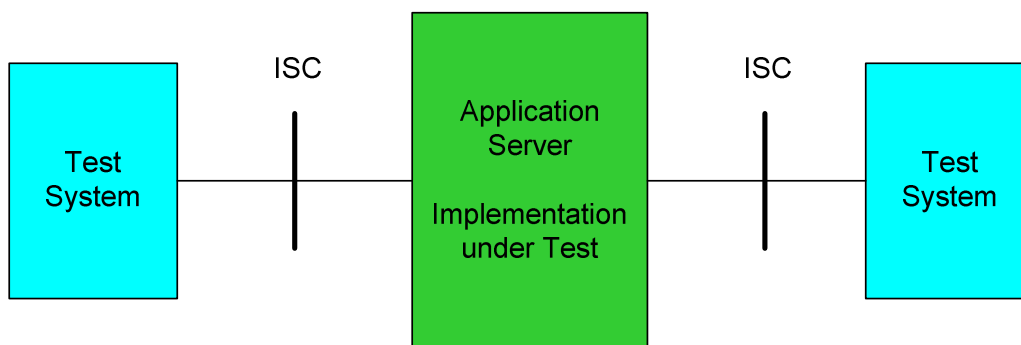 ISC
ISC
Test
System
Application
Server
Implementation
under Test
Test
System